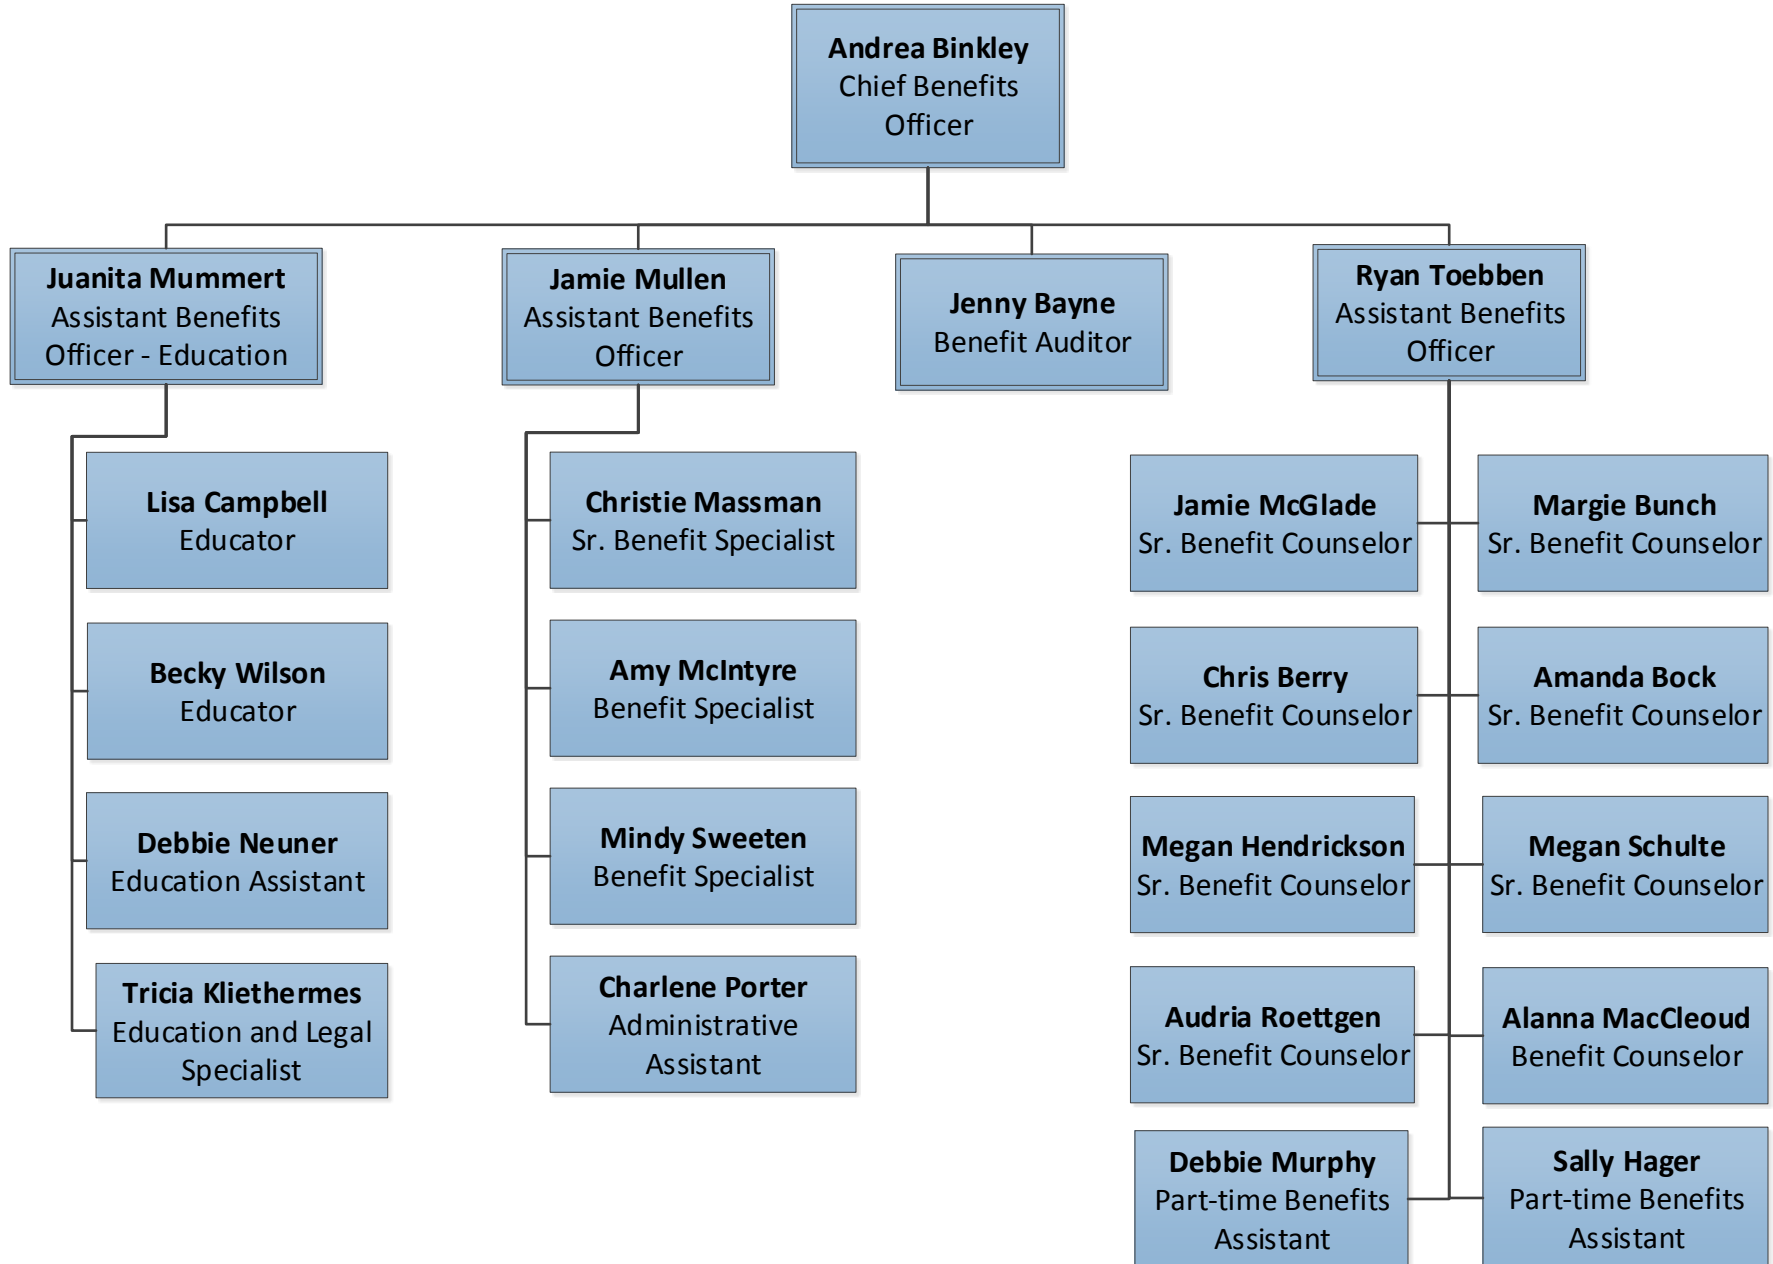 Andrea Binkley
Chief Benefits
Officer
Juanita Mummert
Assistant Benefits
Officer - Education
Jamie Mullen
Assistant Benefits
Officer
Jenny Bayne
Benefit Auditor
Ryan Toebben
Assistant Benefits
Officer
Lisa Campbell
Educator
Becky Wilson
Educator
Debbie Neuner
Education Assistant
Tricia Kliethermes
Education and Legal
Specialist
Christie Massman
Sr. Benefit Specialist
Amy McIntyre
Benefit Specialist
Mindy Sweeten
Benefit Specialist
Charlene Porter
Administrative
Assistant
Jamie McGlade
Sr. Benefit Counselor
Margie Bunch
Sr. Benefit Counselor
Chris Berry
Sr. Benefit Counselor
Amanda Bock
Sr. Benefit Counselor
Megan Hendrickson
Sr. Benefit Counselor
Megan Schulte
Sr. Benefit Counselor
Audria Roettgen
Sr. Benefit Counselor
Alanna MacCleoud
Benefit Counselor
Debbie Murphy
Part-time Benefits
Assistant
Sally Hager
Part-time Benefits
Assistant